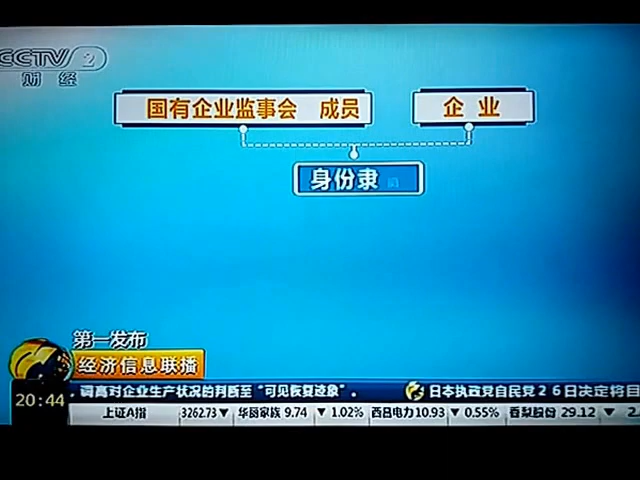 CCTV 2
财经
国有企业监事会 成员
企业
身份隶
第一发布
经济信息联播
20:44
。调高对企业生产状况的判断至“可见恢复迹象”。 日本执政党自民党26日决定将目
上证A指 3262.73▼ 华丽家族 9.74 ▼ 1.02% 西昌电力 10.93 ▼ 0.55% 香梨股份 29.12 ▼ 2.